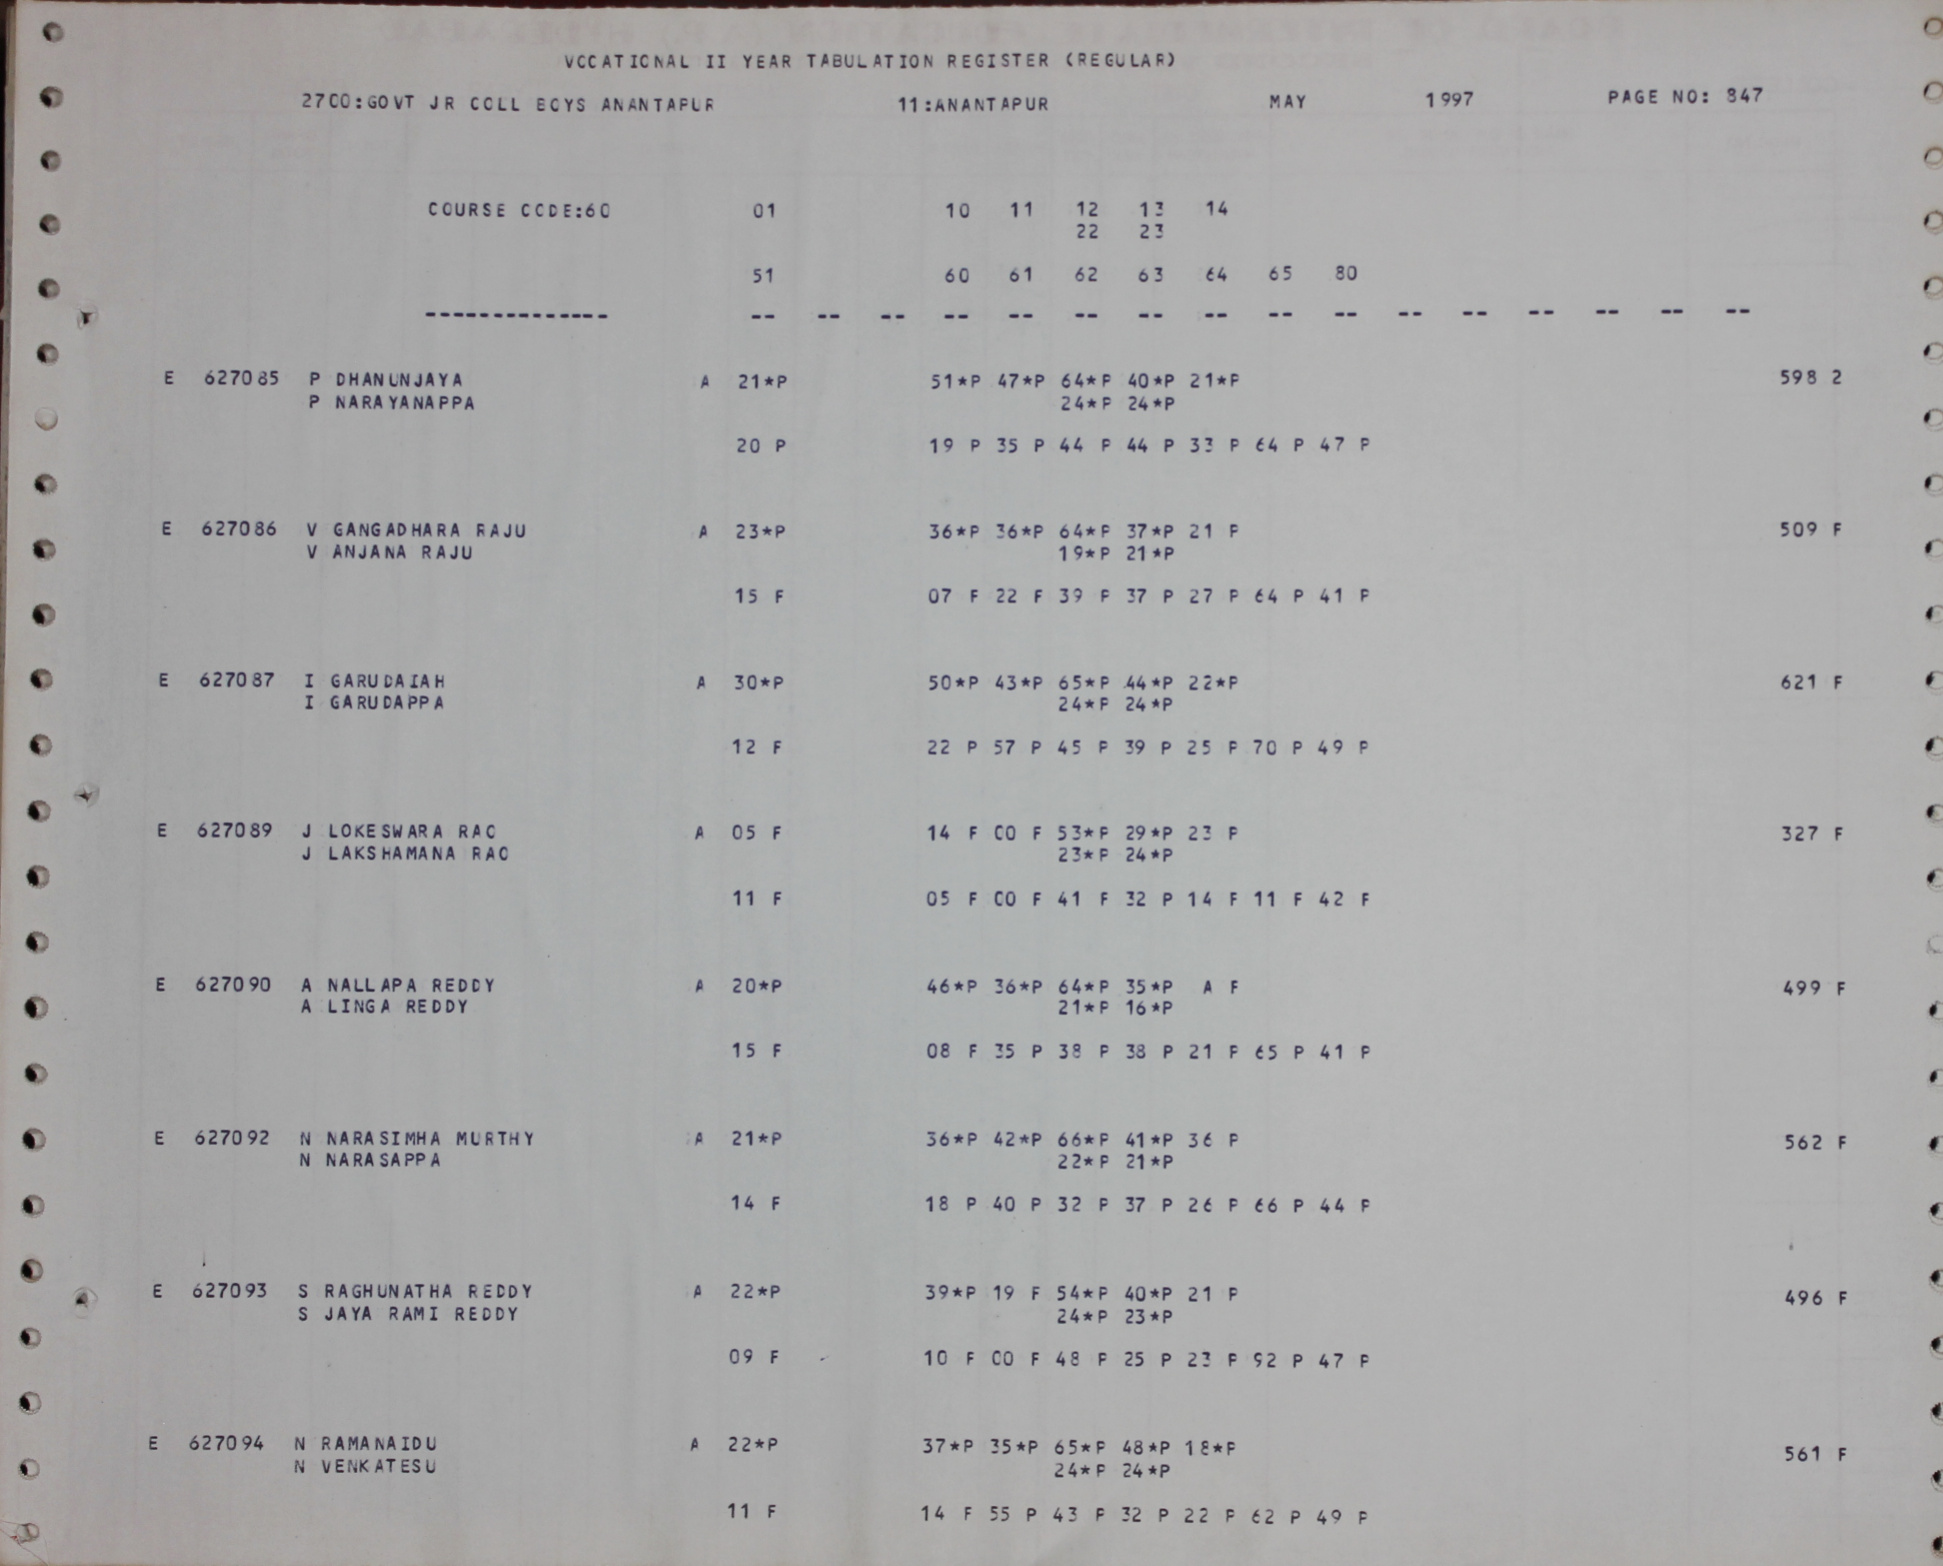 VOCATIONAL II YEAR TABULATION REGISTER (REGULAR)
2700:GOVT JR COLL BOYS ANANTAPUR 11:ANANTAPUR MAY 1997 PAGE NO: 847
COURSE CODE:60 01 10 11 12 13 14
22 23
51 60 61 62 63 64 65 80
-------------- -- -- -- -- -- -- -- -- -- -- -- -- -- -- -- --
E 627085 P DHANUNJAYA A 21*P 51*P 47*P 64*P 40*P 21*P 598 2
P NARAYANAPPA 24*P 24*P
20 P 19 P 35 P 44 P 44 P 33 P 64 P 47 P
E 627086 V GANGADHARA RAJU A 23*P 36*P 36*P 64*P 37*P 21 P 509 F
V ANJANA RAJU 19*P 21*P
15 F 07 F 22 F 39 P 37 P 27 P 64 P 41 P
E 627087 I GARUDAIAH A 30*P 50*P 43*P 65*P 44*P 22*P 621 F
I GARUDAPPA 24*P 24*P
12 F 22 P 57 P 45 P 39 P 25 P 70 P 49 P
E 627089 J LOKESWARA RAO A 05 F 14 F 00 F 53*P 29*P 23 P 327 F
J LAKSHAMANA RAO 23*P 24*P
11 F 05 F 00 F 41 F 32 P 14 F 11 F 42 F
E 627090 A NALLAPA REDDY A 20*P 46*P 36*P 64*P 35*P A F 499 F
A LINGA REDDY 21*P 16*P
15 F 08 F 35 P 38 P 38 P 21 P 65 P 41 P
E 627092 N NARASIMHA MURTHY A 21*P 36*P 42*P 66*P 41*P 36 P 562 F
N NARASAPPA 22*P 21*P
14 F 18 P 40 P 32 P 37 P 26 P 66 P 44 P
E 627093 S RAGHUNATHA REDDY A 22*P 39*P 19 F 54*P 40*P 21 P 496 F
S JAYA RAMI REDDY 24*P 23*P
09 F 10 F 00 F 48 P 25 P 23 P 92 P 47 P
E 627094 N RAMANAIDU A 22*P 37*P 35*P 65*P 48*P 18*P 561 F
N VENKATESU 24*P 24*P
11 F 14 F 55 P 43 P 32 P 22 P 62 P 49 P